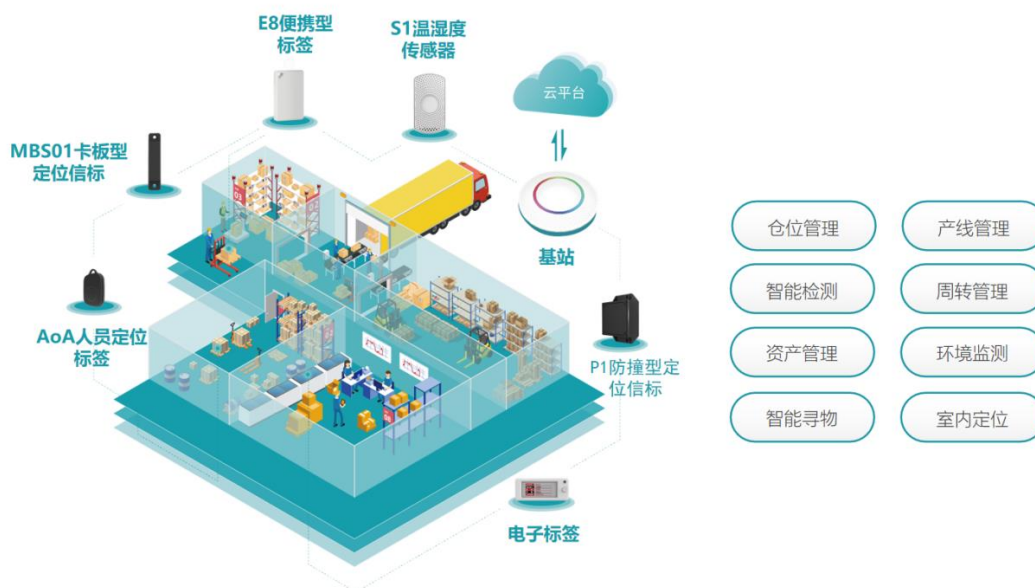 E8便携型
标签
S1温湿度
传感器
云平台
MBS01卡板型
定位信标
基站
AoA人员定位
标签
P1防撞型定
位信标
电子标签
仓位管理
产线管理
智能检测
周转管理
资产管理
环境监测
智能寻物
室内定位